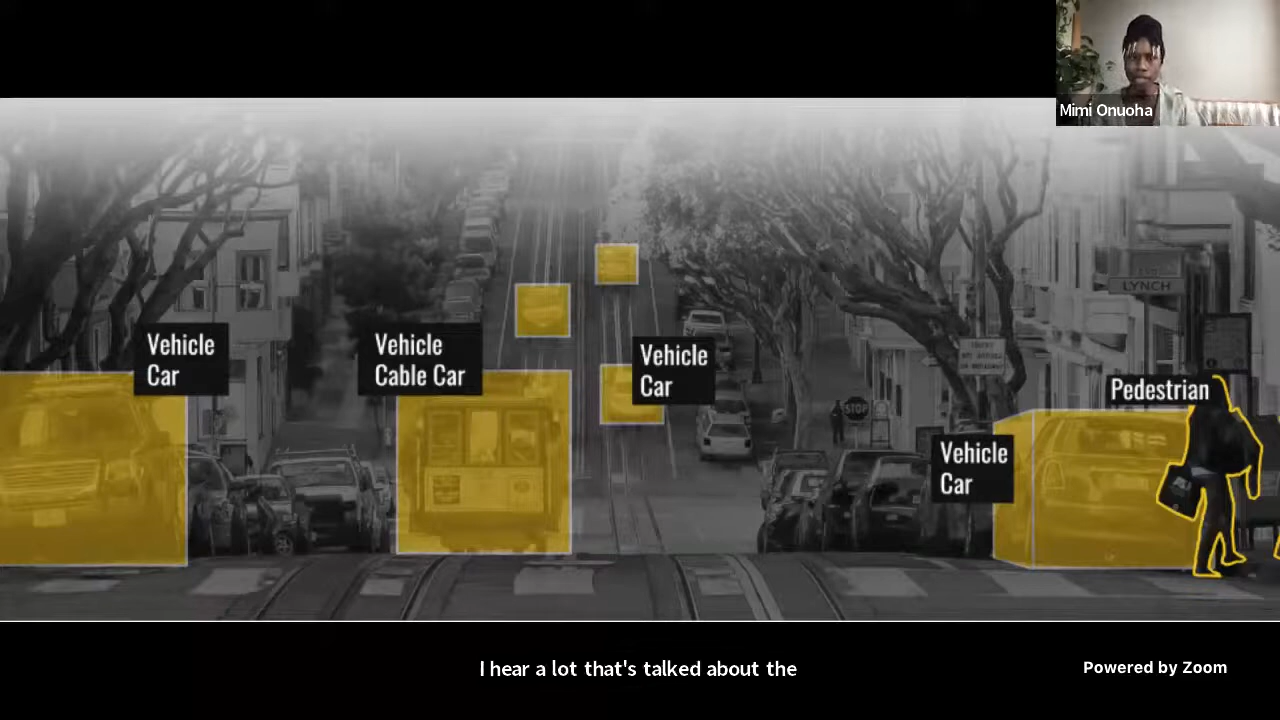 Mimi Onuoha
LYNCH
Vehicle
Car
Vehicle
Cable Car
Vehicle
Car
Pedestrian
STOP
Vehicle
Car
I hear a lot that's talked about the
Powered by Zoom